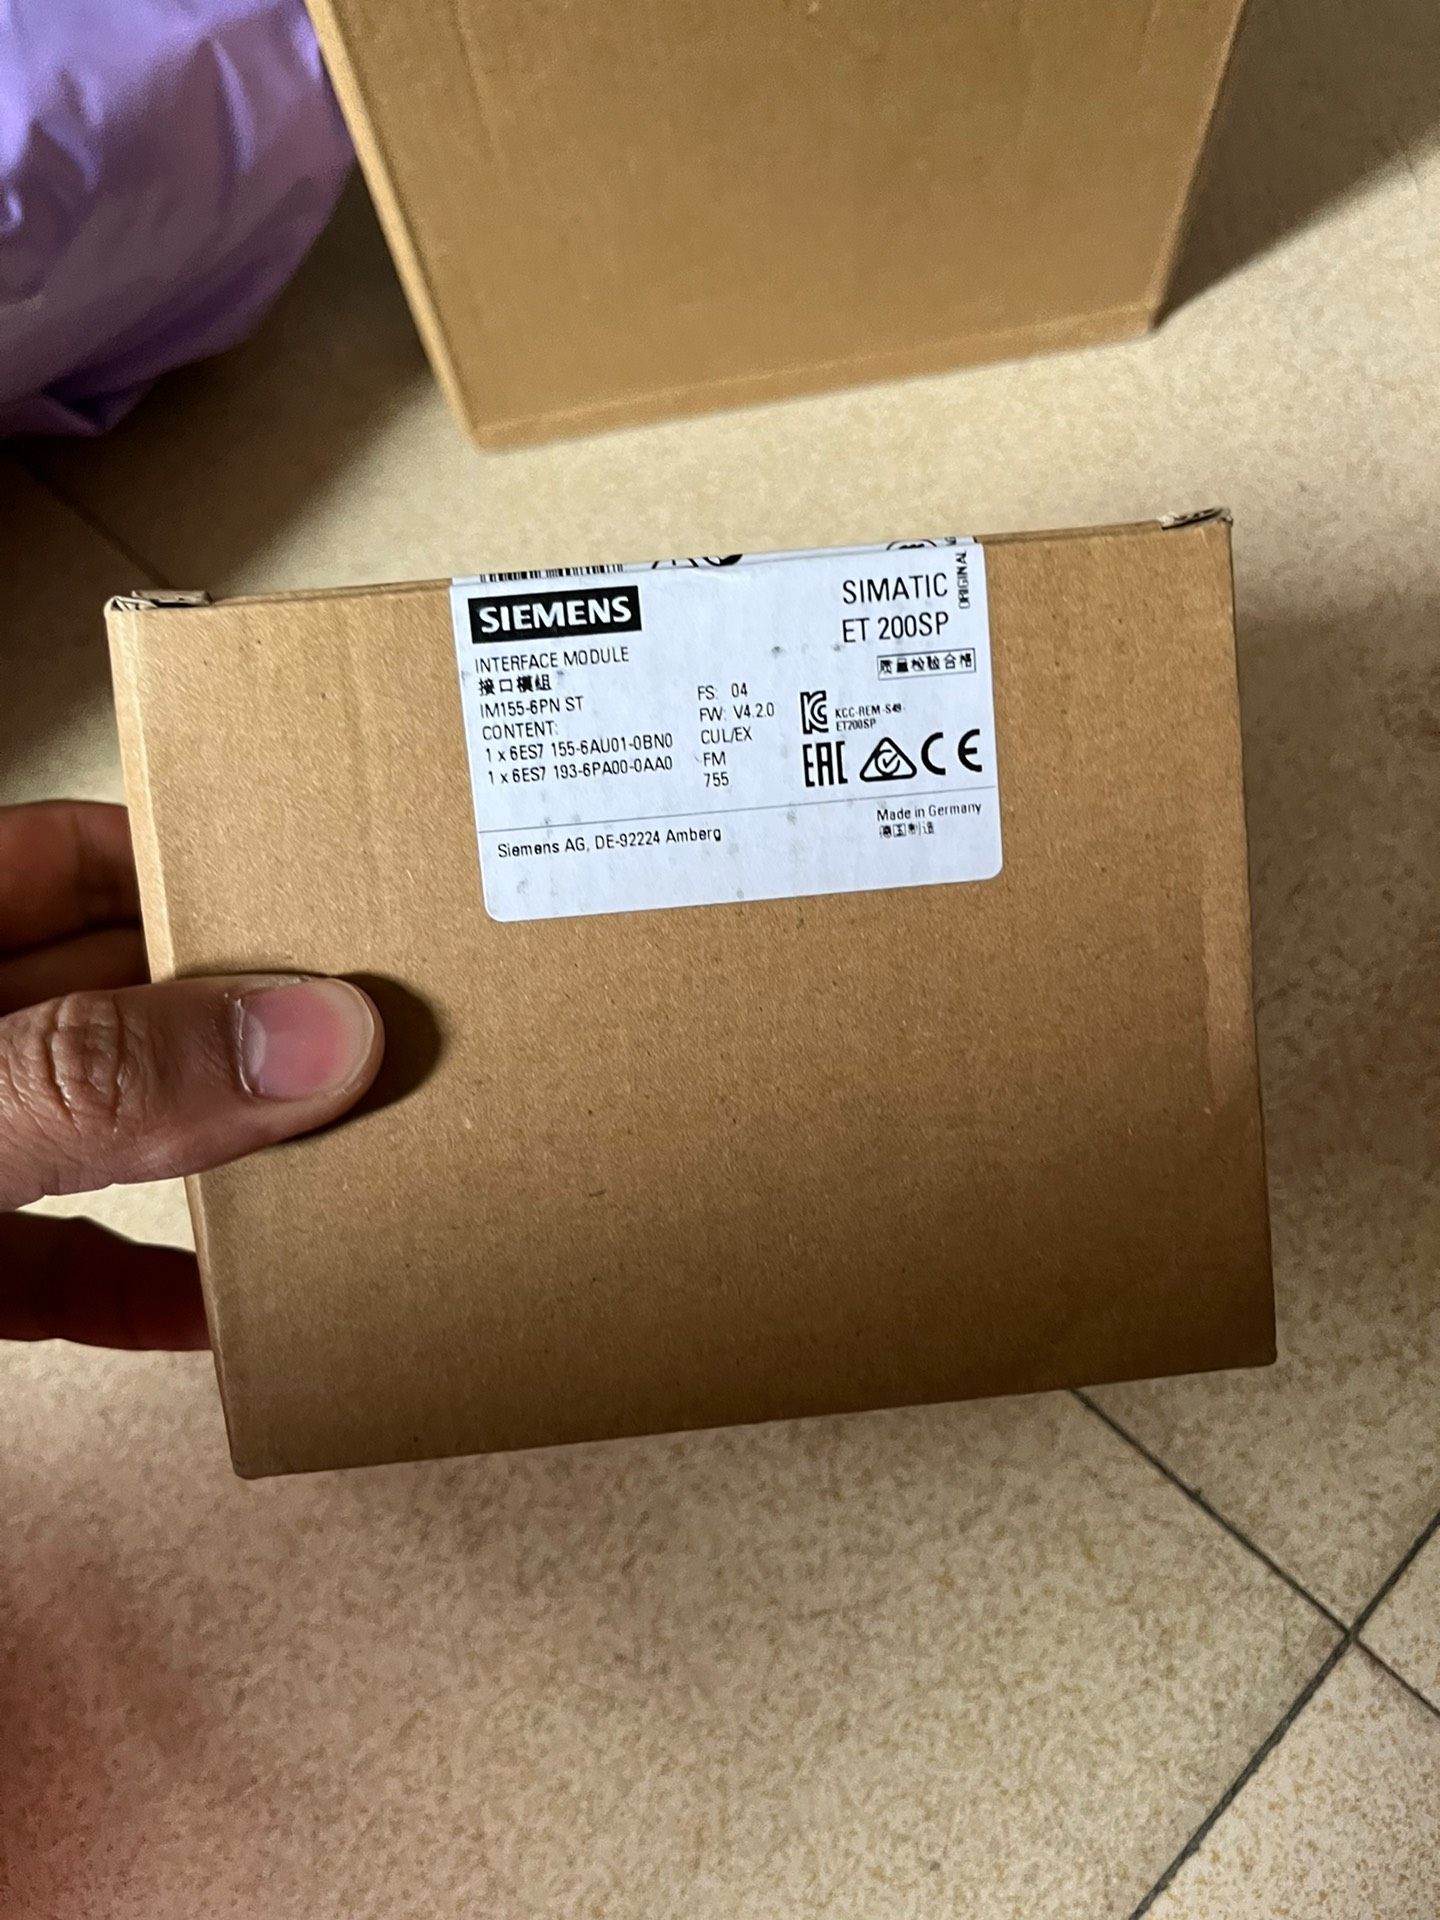 SIEMENS
SIMATIC
ET 200SP
ORIGINAL
INTERFACE MODULE
接口模组
IM155-6PN ST
CONTENT:
1 x 6ES7 155-6AU01-0BN0
1 x 6ES7 193-6PA00-0AA0
FS: 04
FW: V4.2.0
CUL/EX
FM
755
质量检验合格
KCC-REM-S49-
ET200SP
EAC
CE
Siemens AG, DE-92224 Amberg
Made in Germany
德国制造